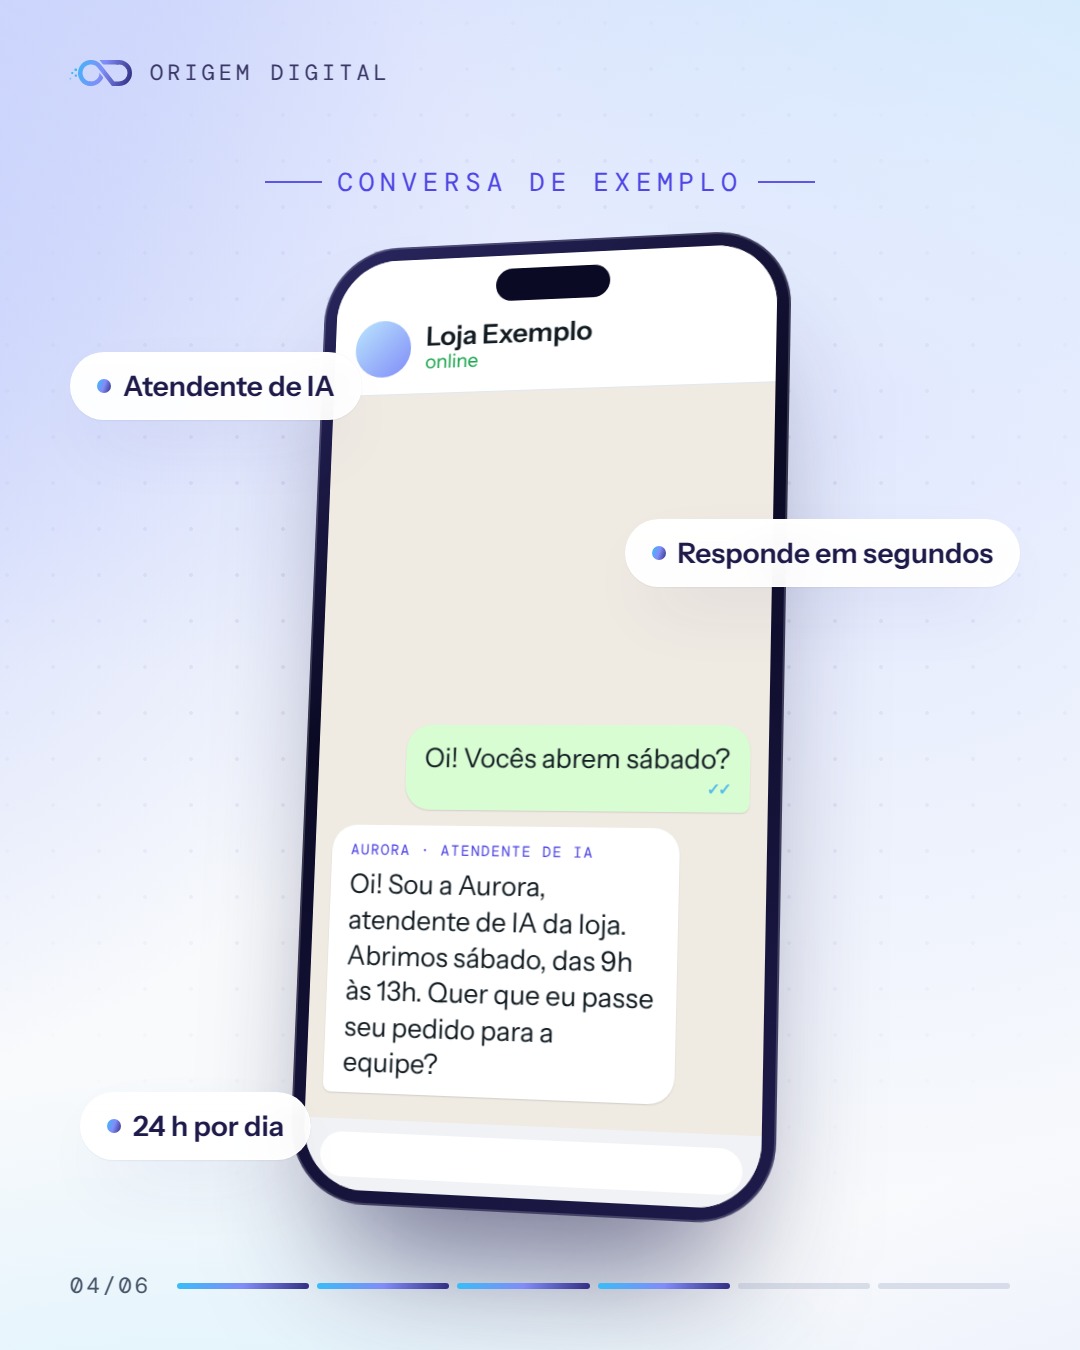 ORIGEM DIGITAL
CONVERSA DE EXEMPLO
Loja Exemplo
online
Atendente de IA
Responde em segundos
Oi! Vocês abrem sábado?
✓✓
AURORA · ATENDENTE DE IA
Oi! Sou a Aurora,
atendente de IA da loja.
Abrimos sábado, das 9h
às 13h. Quer que eu passe
seu pedido para a
equipe?
24 h por dia
04/06